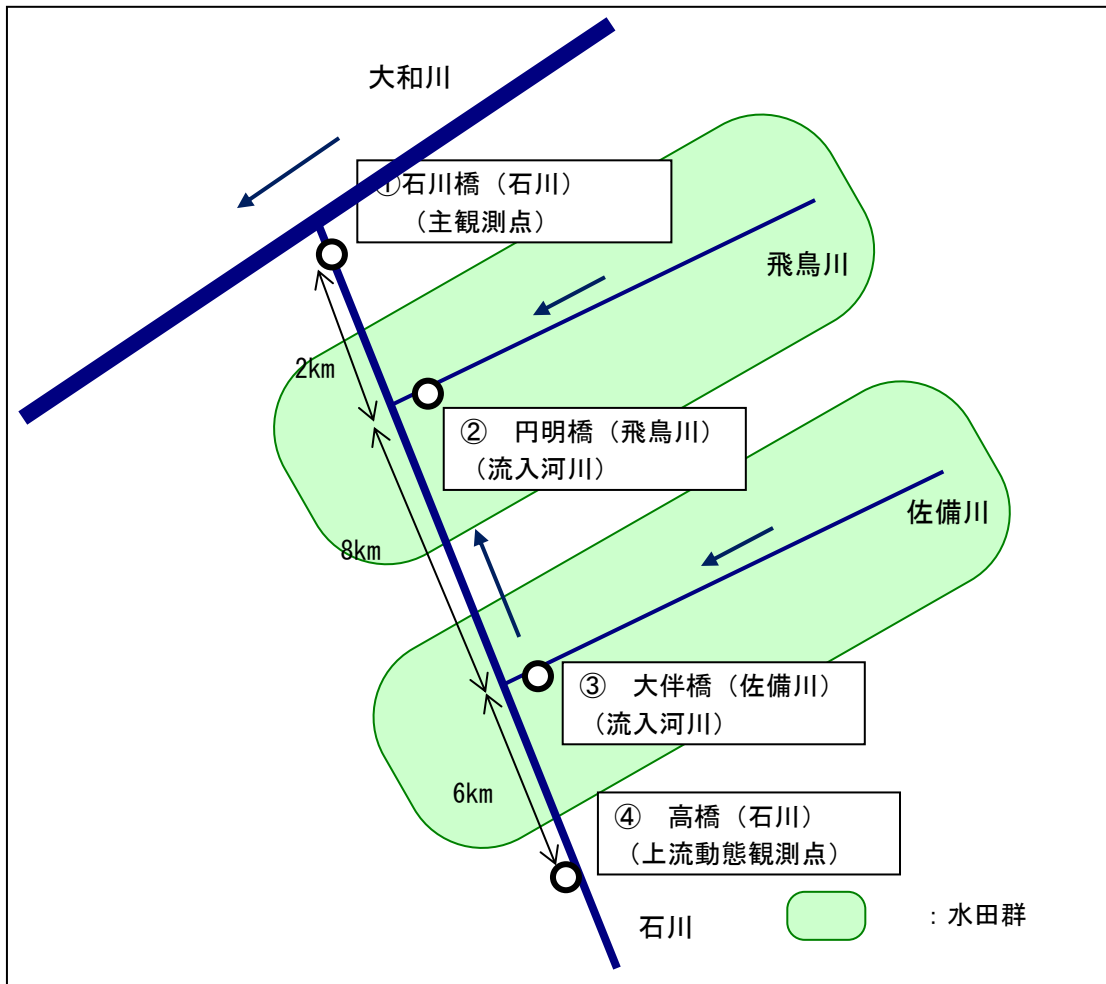 大和川
①石川橋（石川）
（主観測点）
飛鳥川
2km
② 円明橋（飛鳥川）
（流入河川）
佐備川
8km
③ 大伴橋（佐備川）
（流入河川）
6km
④ 高橋（石川）
（上流動態観測点）
石川
：水田群